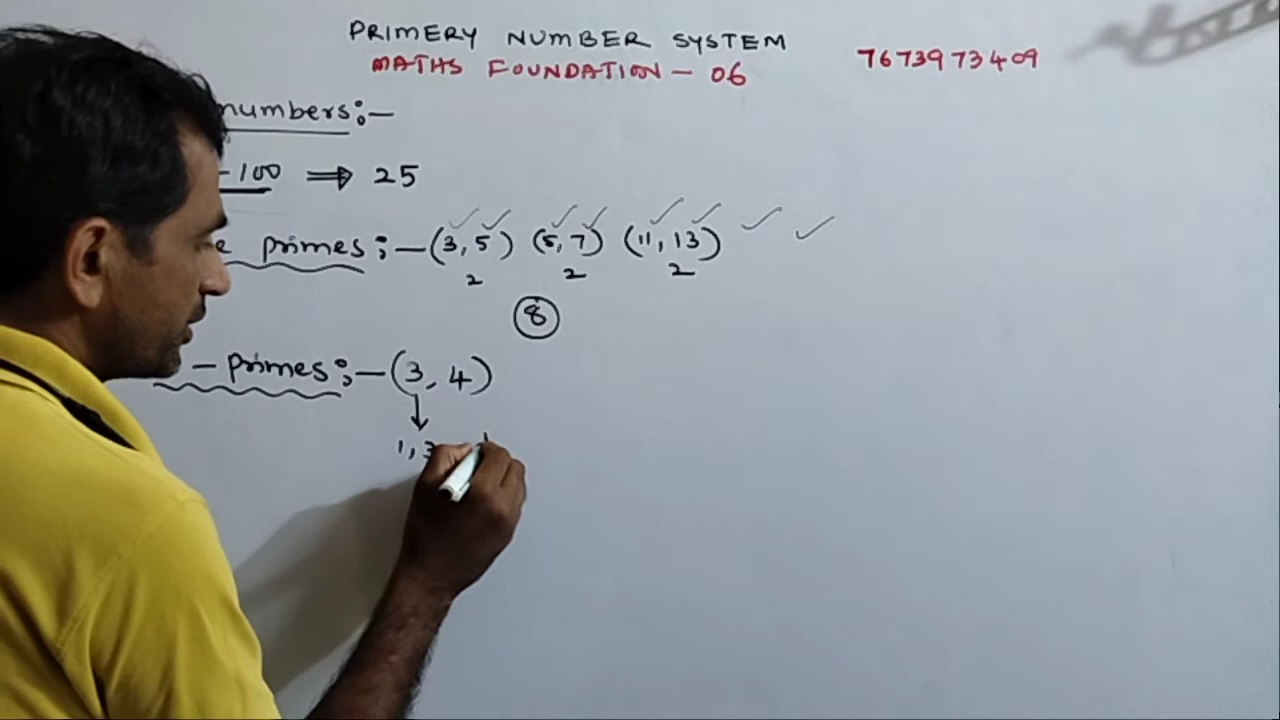 PRIMERY NUMBER SYSTEM
MATHS FOUNDATION - 06 7673973409
numbers:-
-100 ⇒ 25
primes :- (3, 5) (5, 7) (11, 13)
2 2 2
8
- primes :- (3, 4)
↓
1, 3